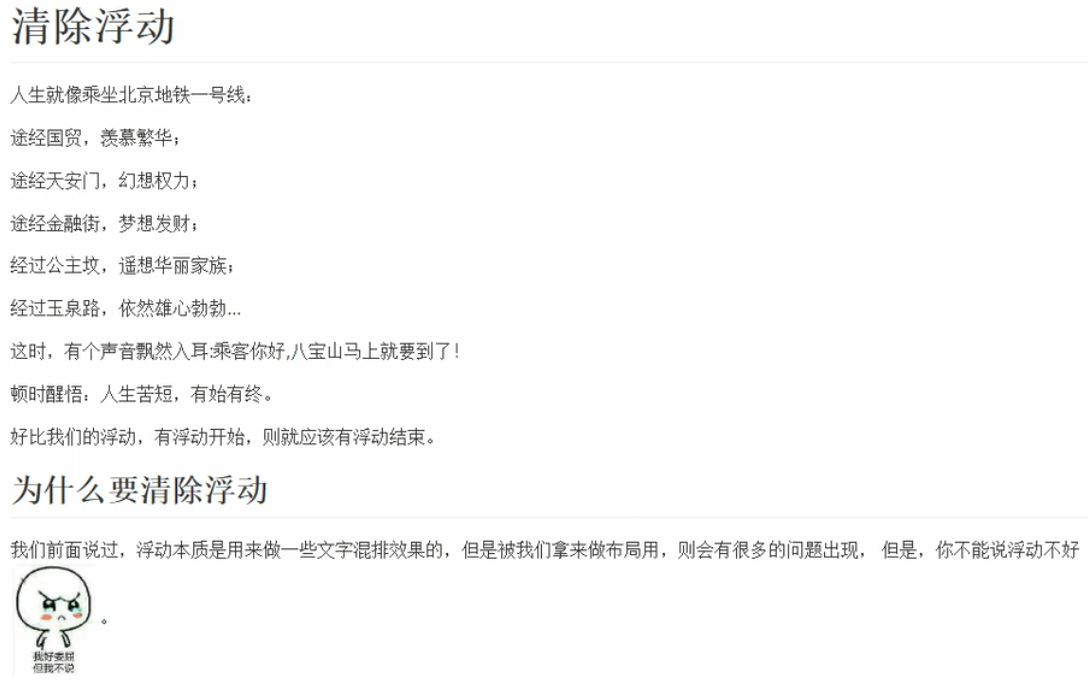 清除浮动
人生就像乘坐北京地铁一号线：
途经国贸，羡慕繁华；
途经天安门，幻想权力；
途经金融街，梦想发财；
经过公主坟，遥想华丽家族；
经过玉泉路，依然雄心勃勃...
这时，有个声音飘然入耳:乘客你好,八宝山马上就要到了！
顿时醒悟：人生苦短，有始有终。
好比我们的浮动，有浮动开始，则就应该有浮动结束。
为什么要清除浮动
我们前面说过，浮动本质是用来做一些文字混排效果的，但是被我们拿来做布局用，则会有很多的问题出现， 但是，你不能说浮动不好
。
我好委屈
但我不说